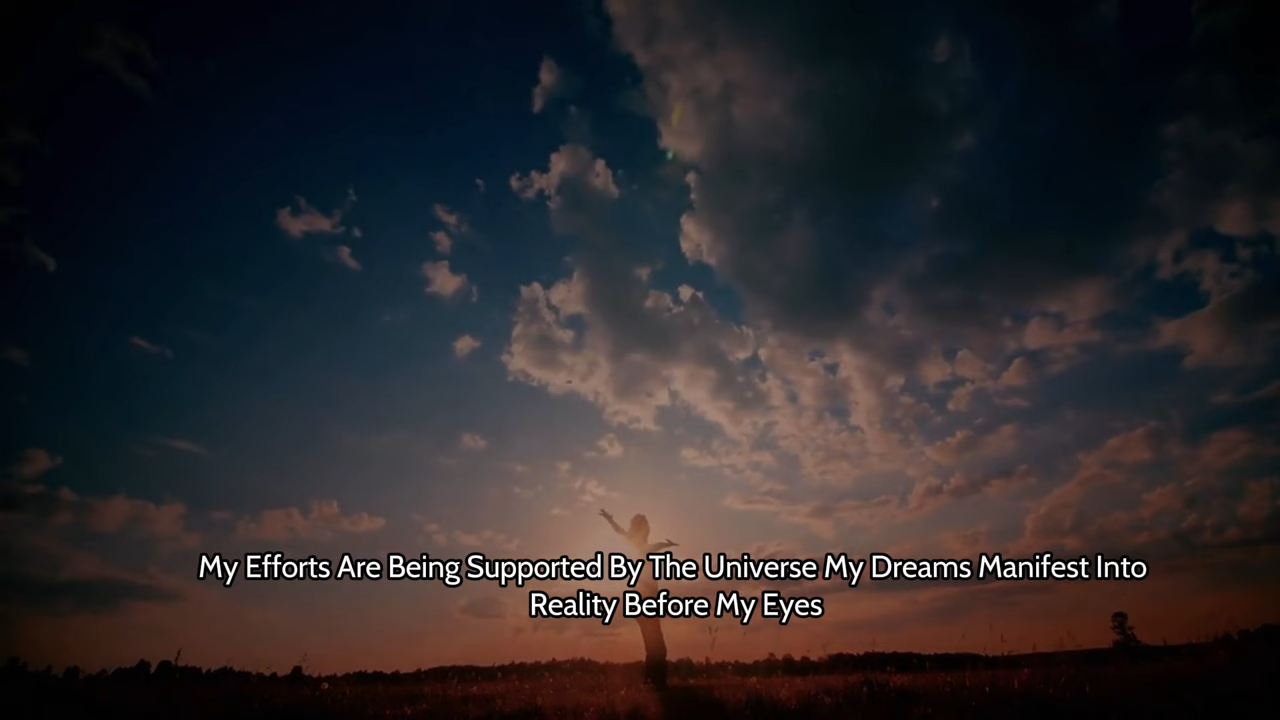 My Efforts Are Being Supported By The Universe My Dreams Manifest Into
Reality Before My Eyes